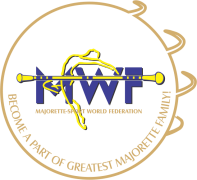 MWF
MAJORETTE-SPORT WORLD FEDERATION
BECOME A PART OF GREATEST MAJORETTE FAMILY!